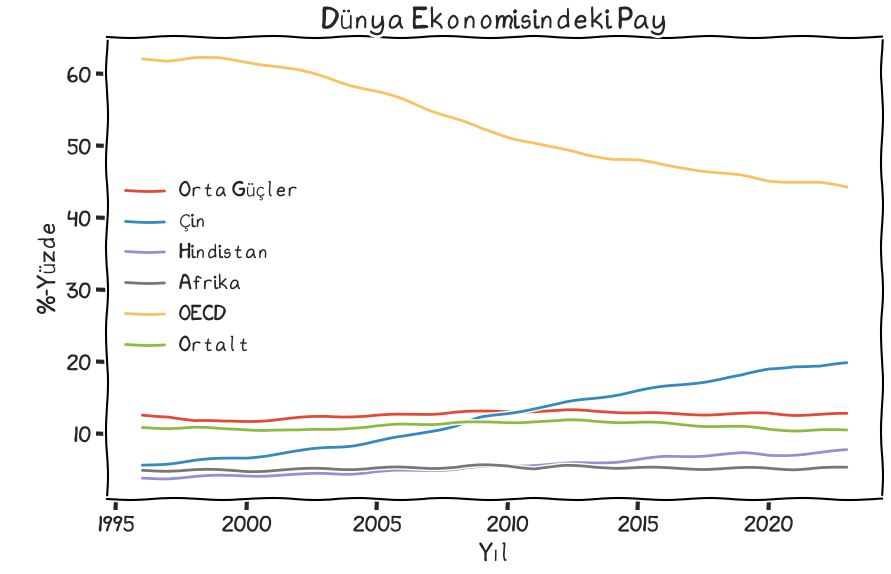 Dünya Ekonomisindeki Pay
%-Yüzde
60
50
40
30
20
10
Orta Güçler
Çin
Hindistan
Afrika
OECD
Ortalt
1995 2000 2005 2010 2015 2020
Yıl